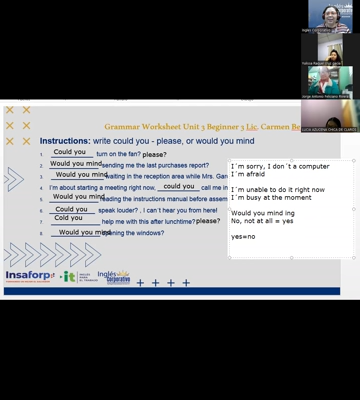 Grammar Worksheet Unit 3 Beginner 3 Lic. Carmen
Instructions: write could you - please, or would you mind
1. Could you turn on the fan? please?
2. Would you mind sending me the last purchases report?
3. Would you mind waiting in the reception area while Mrs. Gar
4. I'm about starting a meeting right now, could you call me in
5. Would you mind reading the instructions manual before assem
6. Could you speak louder? , I can't hear you from here!
7. Cold you help me with this after lunchtime? please?
8. Would you mind opening the windows?
I´m sorry, I don´t a computer
I´m afraid
I´m unable to do it right now
I´m busy at the moment
Would you mind ing
No, not at all = yes
yes=no
Insaforp
it
Inglés
corporativo